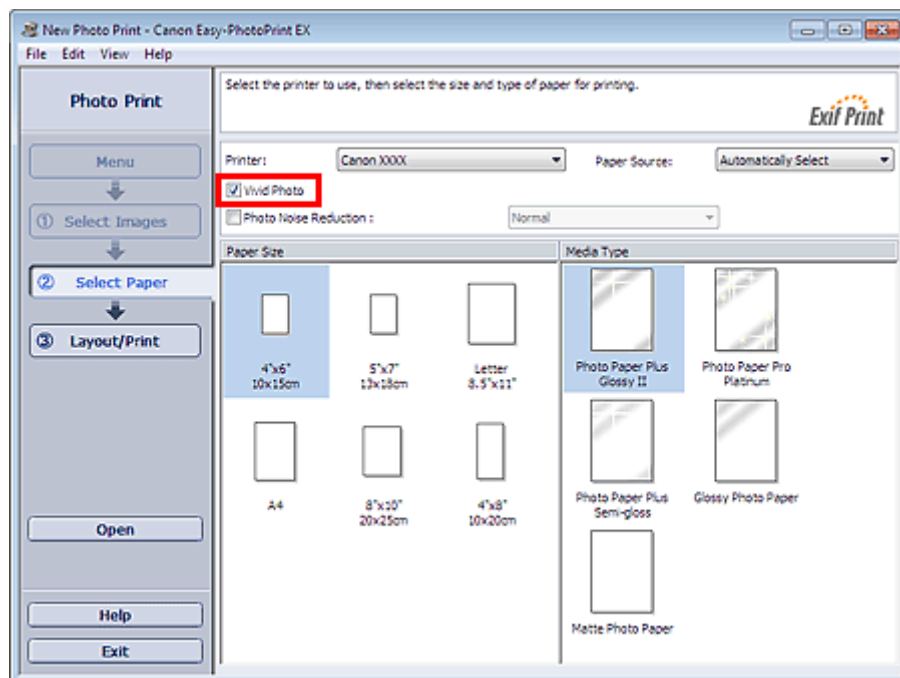 New Photo Print - Canon Easy-PhotoPrint EX
File Edit View Help
Photo Print
Select the printer to use, then select the size and type of paper for printing.
Exif Print
Menu
① Select Images
② Select Paper
③ Layout/Print
Open
Help
Exit
Printer: Canon XXXX Paper Source: Automatically Select
Vivid Photo
Photo Noise Reduction : Normal
Paper Size
4"x6"
10x15cm
5"x7"
13x18cm
Letter
8.5"x11"
A4
8"x10"
20x25cm
4"x8"
10x20cm
Media Type
Photo Paper Plus
Glossy II
Photo Paper Pro
Platinum
Photo Paper Plus
Semi-gloss
Glossy Photo Paper
Matte Photo Paper